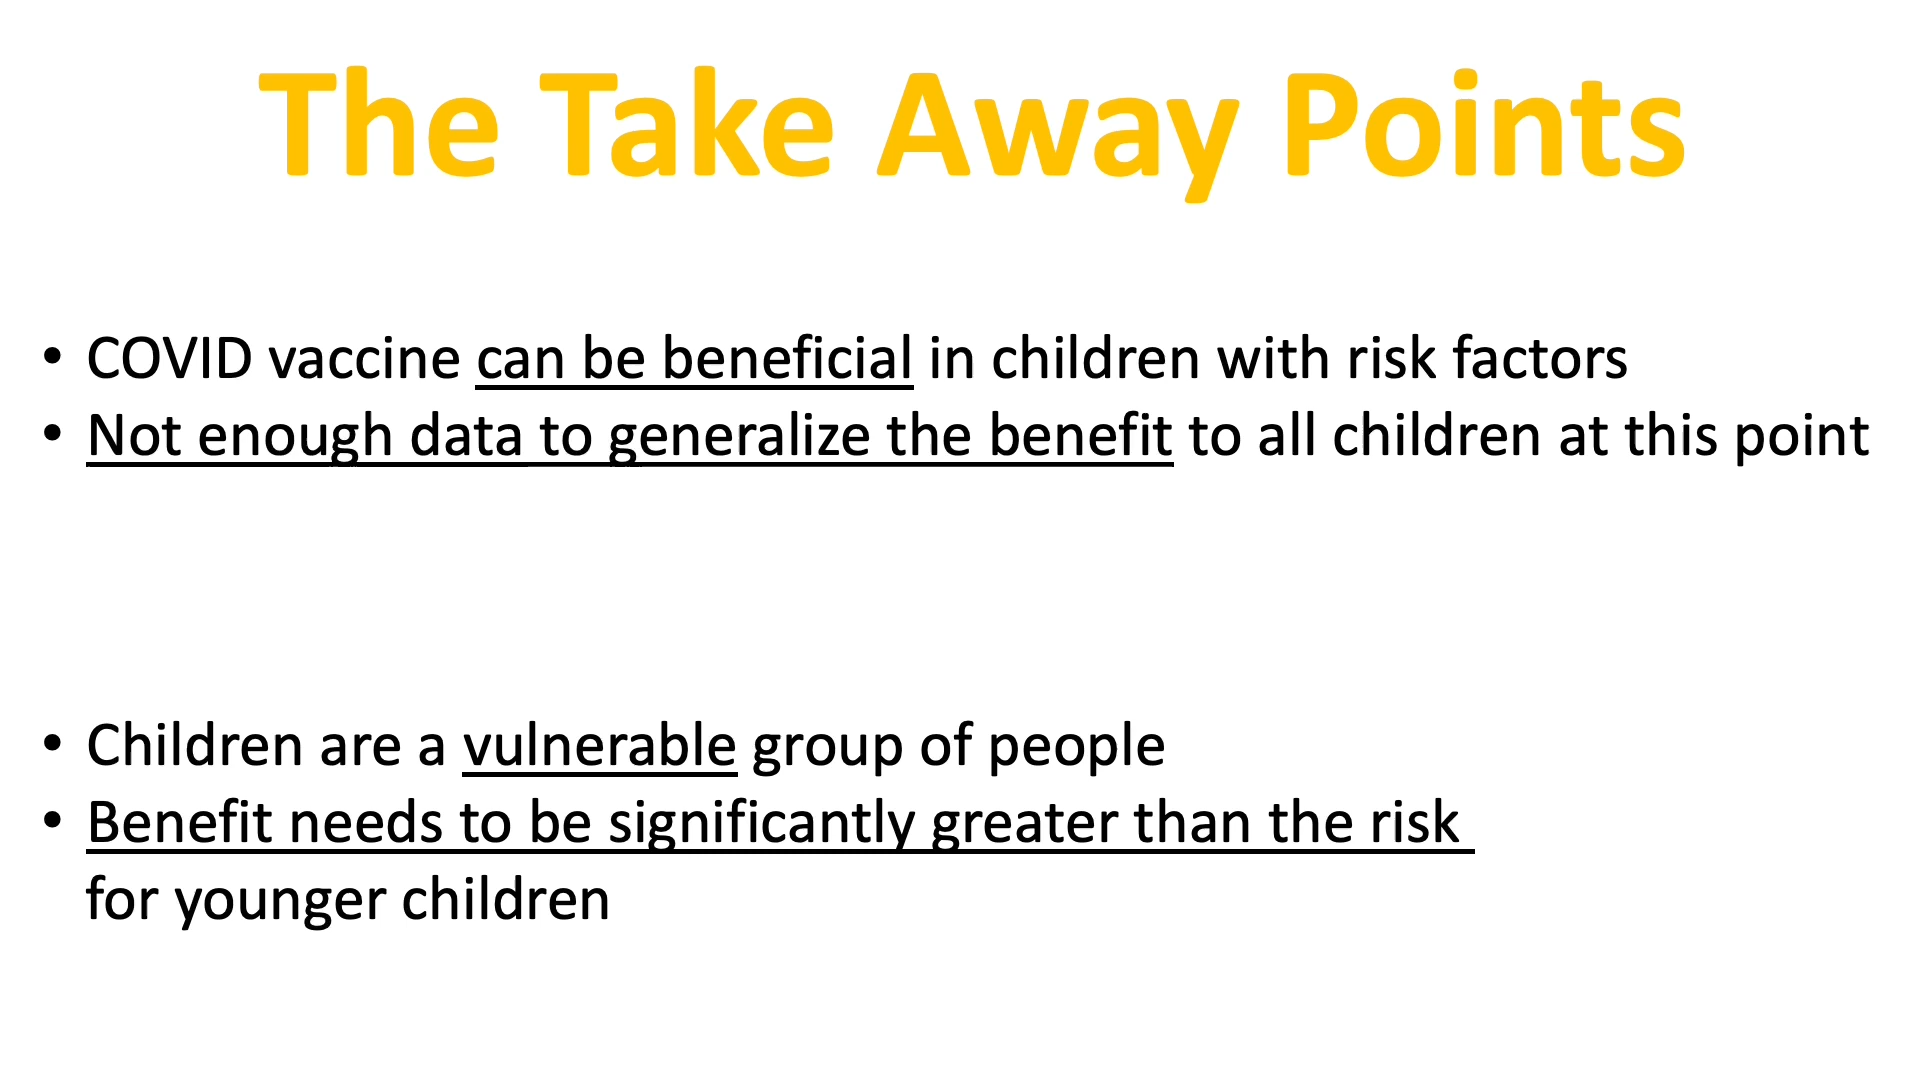 The Take Away Points
• COVID vaccine can be beneficial in children with risk factors
• Not enough data to generalize the benefit to all children at this point
• Children are a vulnerable group of people
• Benefit needs to be significantly greater than the risk
for younger children